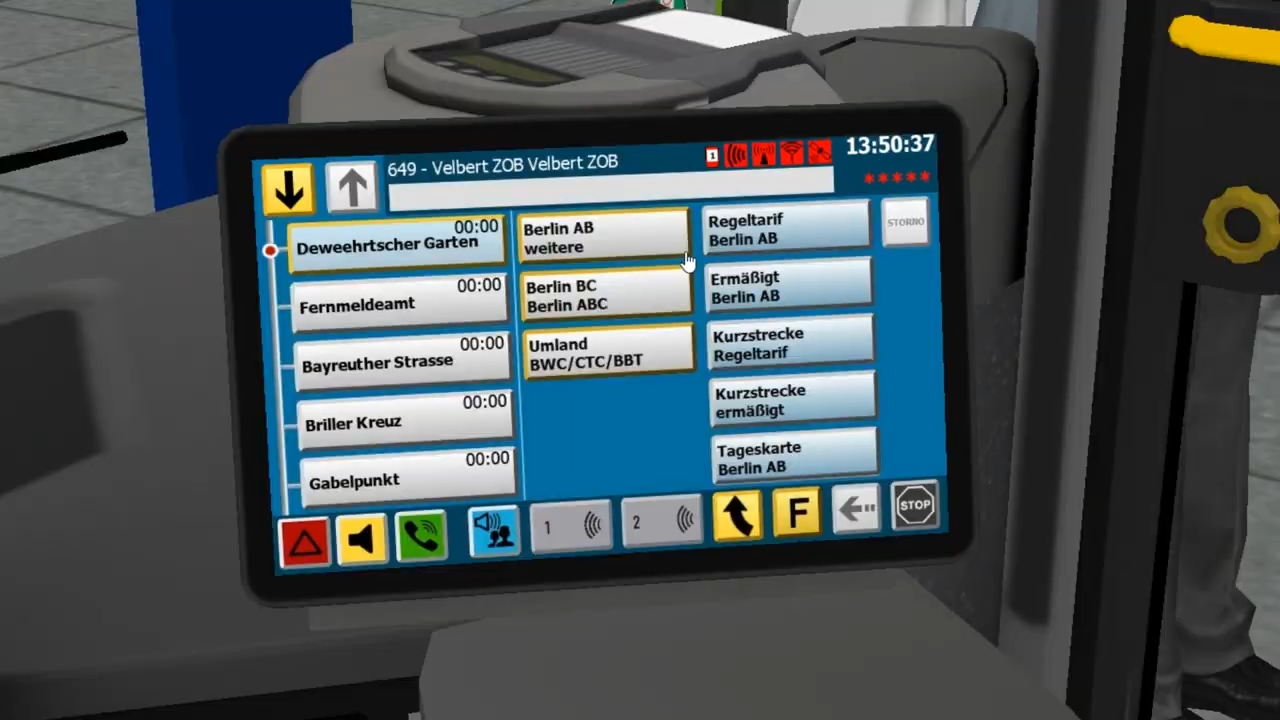 649 - Velbert ZOB Velbert ZOB
1
13:50:37
*****
00:00
Deweehrtscher Garten
00:00
Fernmeldeamt
00:00
Bayreuther Strasse
00:00
Briller Kreuz
00:00
Gabelpunkt
Berlin AB
weitere
Berlin BC
Berlin ABC
Umland
BWC/CTC/BBT
Regeltarif
Berlin AB
Ermäßigt
Berlin AB
Kurzstrecke
Regeltarif
Kurzstrecke
ermäßigt
Tageskarte
Berlin AB
STORNO
1
2
F
STOP